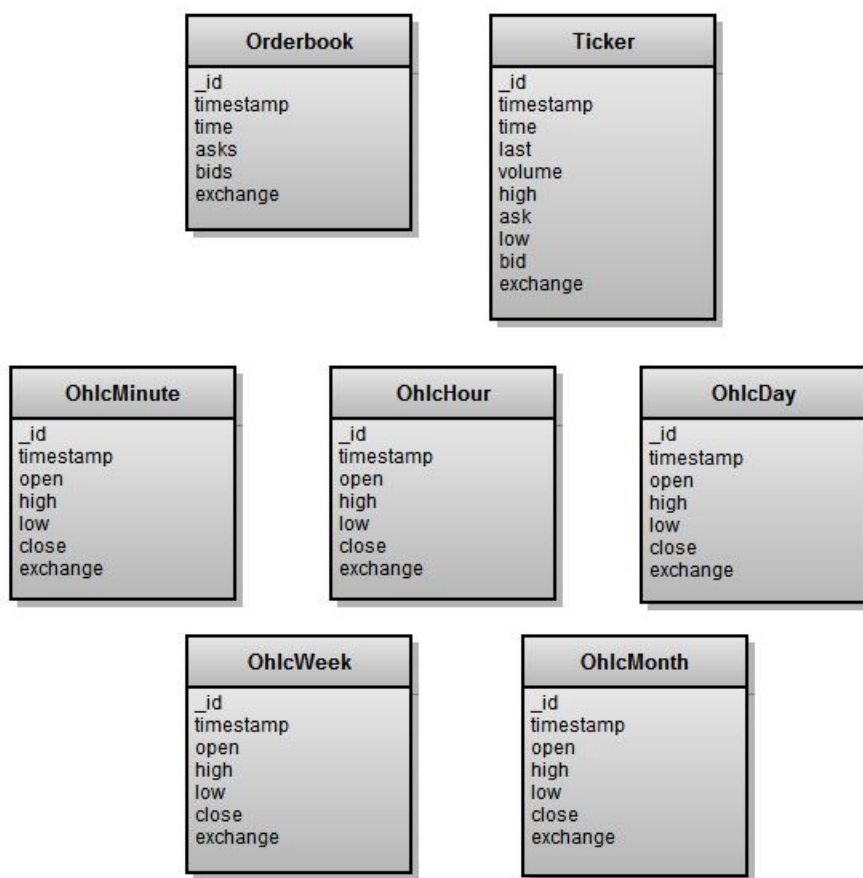 Orderbook
_id
timestamp
time
asks
bids
exchange
Ticker
_id
timestamp
time
last
volume
high
ask
low
bid
exchange
OhlcMinute
_id
timestamp
open
high
low
close
exchange
OhlcHour
_id
timestamp
open
high
low
close
exchange
OhlcDay
_id
timestamp
open
high
low
close
exchange
OhlcWeek
_id
timestamp
open
high
low
close
exchange
OhlcMonth
_id
timestamp
open
high
low
close
exchange